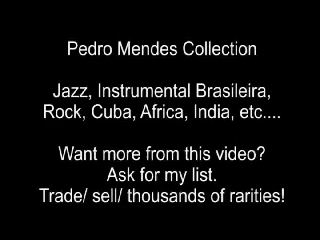 Pedro Mendes Collection
Jazz, Instrumental Brasileira,
Rock, Cuba, Africa, India, etc....
Want more from this video?
Ask for my list.
Trade/ sell/ thousands of rarities!